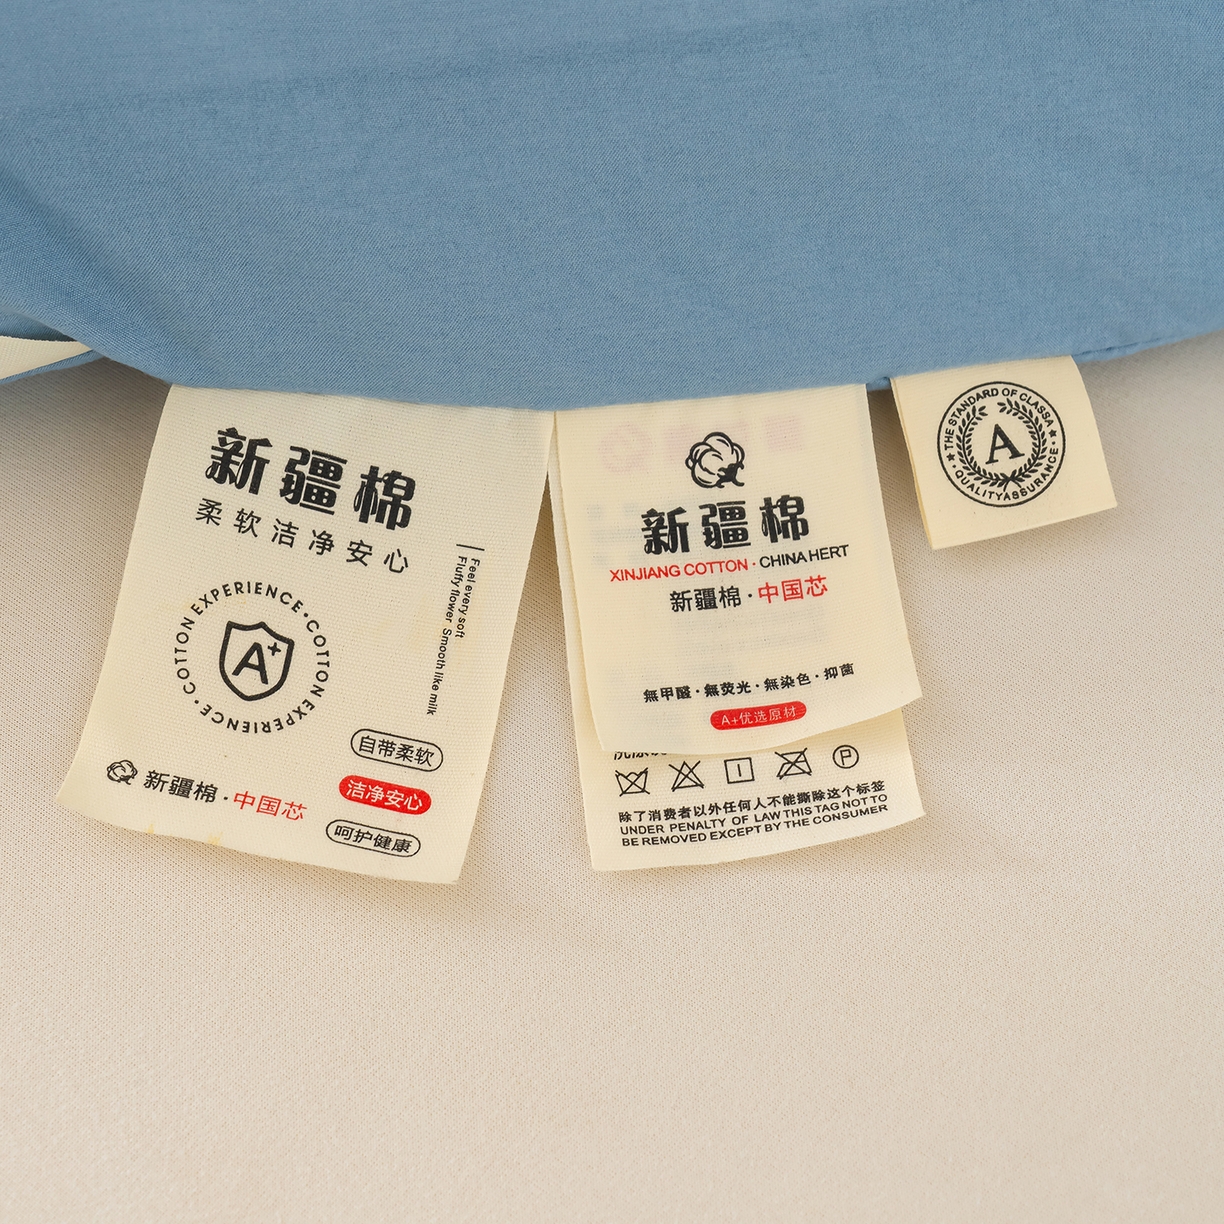 新疆棉
柔软洁净安心
Feel every soft
Fluffy flower Smooth like milk
COTTON EXPERIENCE · COTTON EXPERIENCE ·
A+
自带柔软
洁净安心
呵护健康
新疆棉·中国芯
新疆棉
XINJIANG COTTON · CHINA HERT
新疆棉·中国芯
無甲醛·無荧光·無染色·抑菌
A+优选原材
P
除了消费者以外任何人不能撕除这个标签
UNDER PENALTY OF LAW THIS TAG NOT TO
BE REMOVED EXCEPT BY THE CONSUMER
THE STANDARD OF CLASSA
A
QUALITYASSURANCE